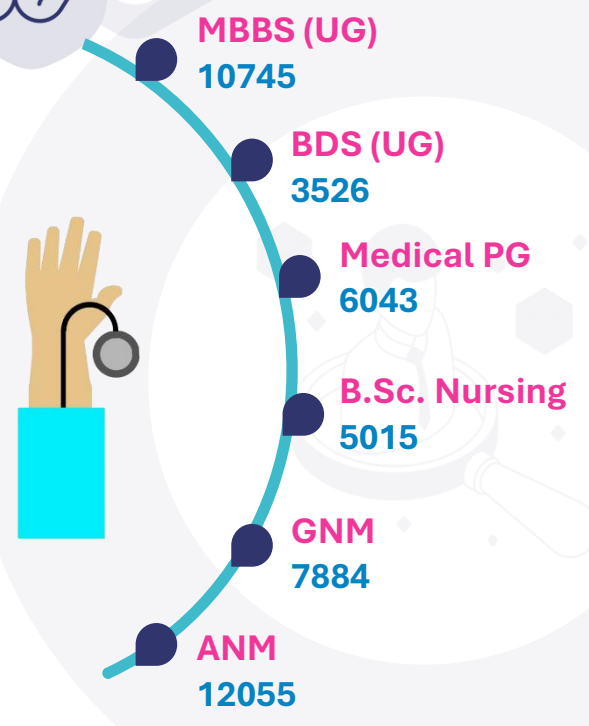 MBBS (UG)
10745
BDS (UG)
3526
Medical PG
6043
B.Sc. Nursing
5015
GNM
7884
ANM
12055